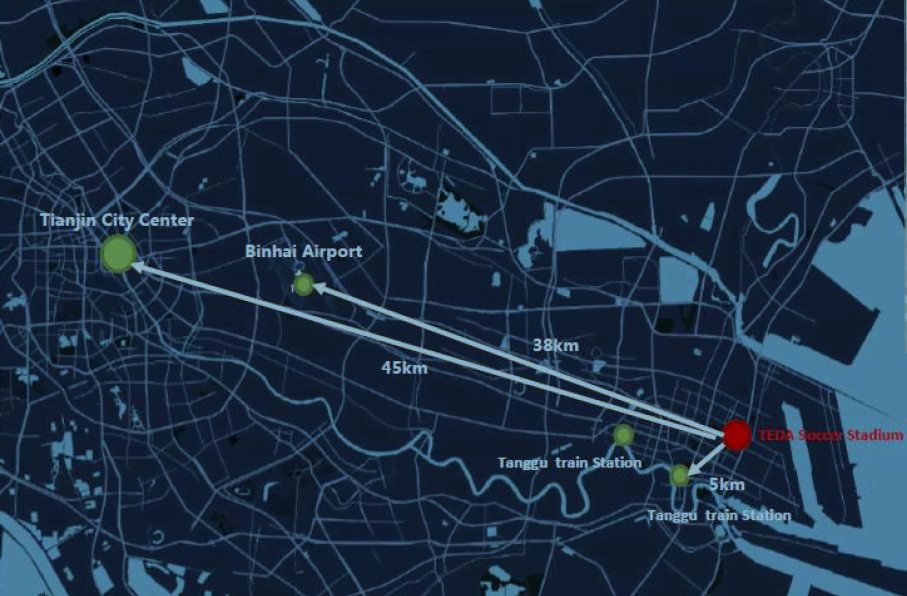 Tianjin City Center
Binhai Airport
38km
45km
TEDA Soccer Stadium
Tanggu train Station
5km
Tanggu train Station